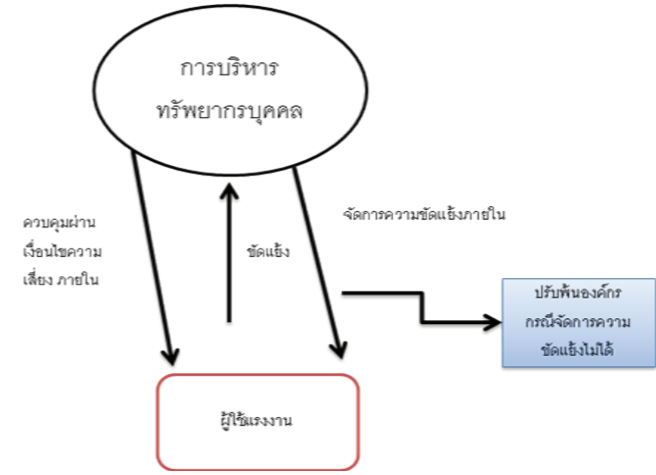 การบริหาร
ทรัพยากรบุคคล
ควบคุมผ่าน
เงื่อนไขความ
เสี่ยง ภายใน
ขัดแย้ง
จัดการความขัดแย้งภายใน
ปรับพ้นองค์กร
กรณีจัดการความ
ขัดแย้งไม่ได้
ผู้ใช้แรงงาน